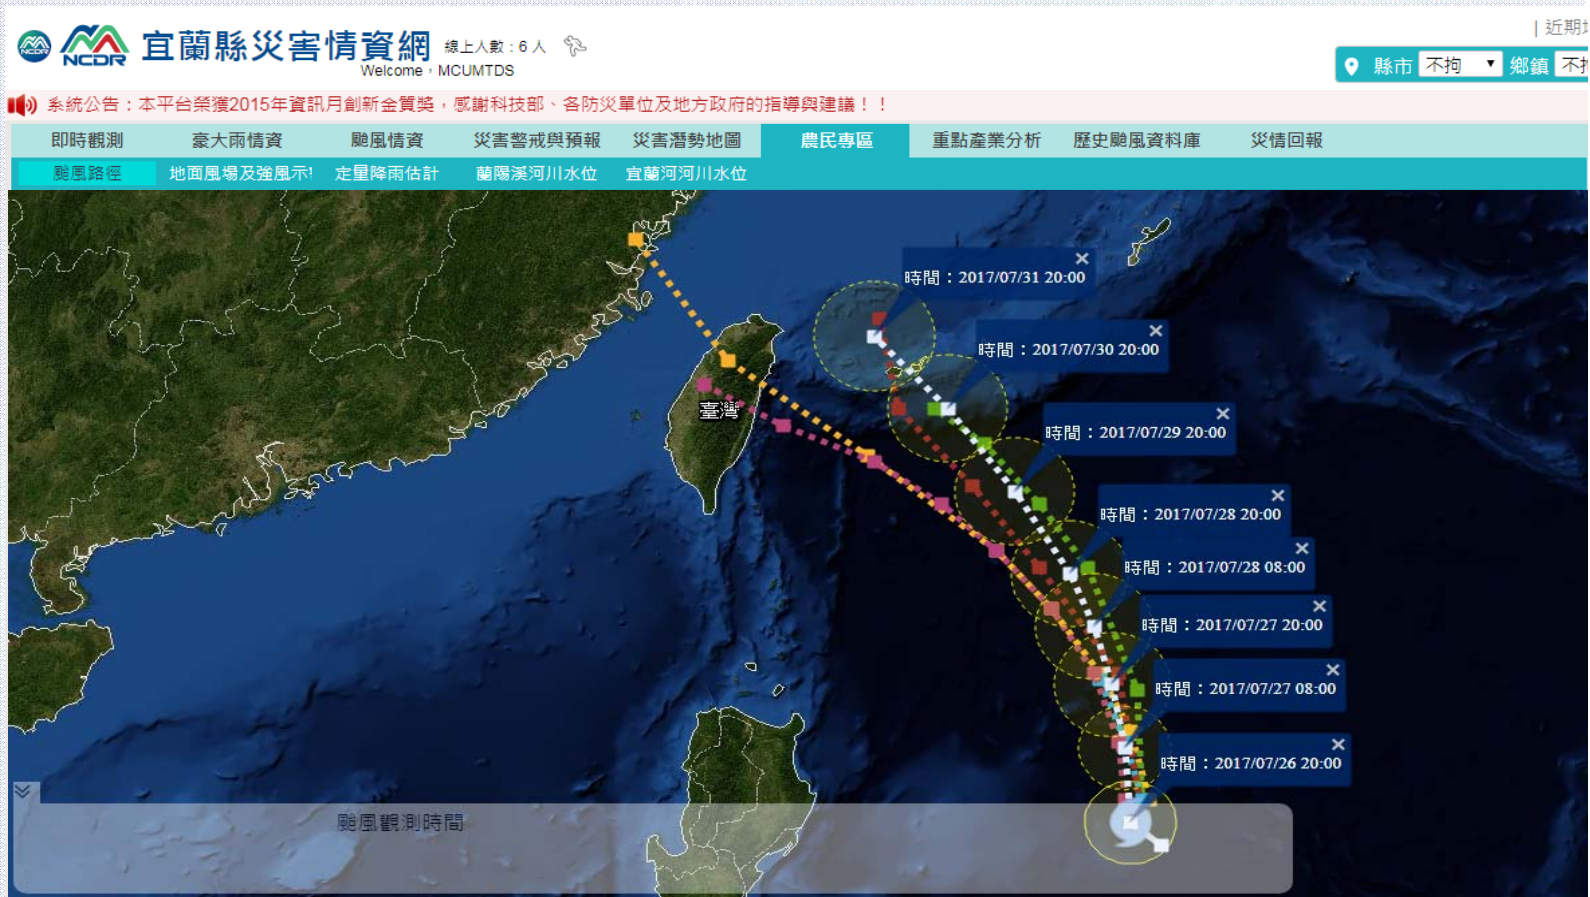 | 近期
NCDR
NCDR 宜蘭縣災害情資網 線上人數：6 人
Welcome，MCUMTDS
縣市 不拘 鄉鎮 不拘
系統公告：本平台榮獲2015年資訊月創新金質獎，感謝科技部、各防災單位及地方政府的指導與建議！！
即時觀測 豪大雨情資 颱風情資 災害警戒與預報 災害潛勢地圖 農民專區 重點產業分析 歷史颱風資料庫 災情回報
颱風路徑 地面風場及強風示 定量降雨估計 蘭陽溪河川水位 宜蘭河河川水位
時間：2017/07/31 20:00
時間：2017/07/30 20:00
臺灣
時間：2017/07/29 20:00
時間：2017/07/28 20:00
時間：2017/07/28 08:00
時間：2017/07/27 20:00
時間：2017/07/27 08:00
時間：2017/07/26 20:00
颱風觀測時間